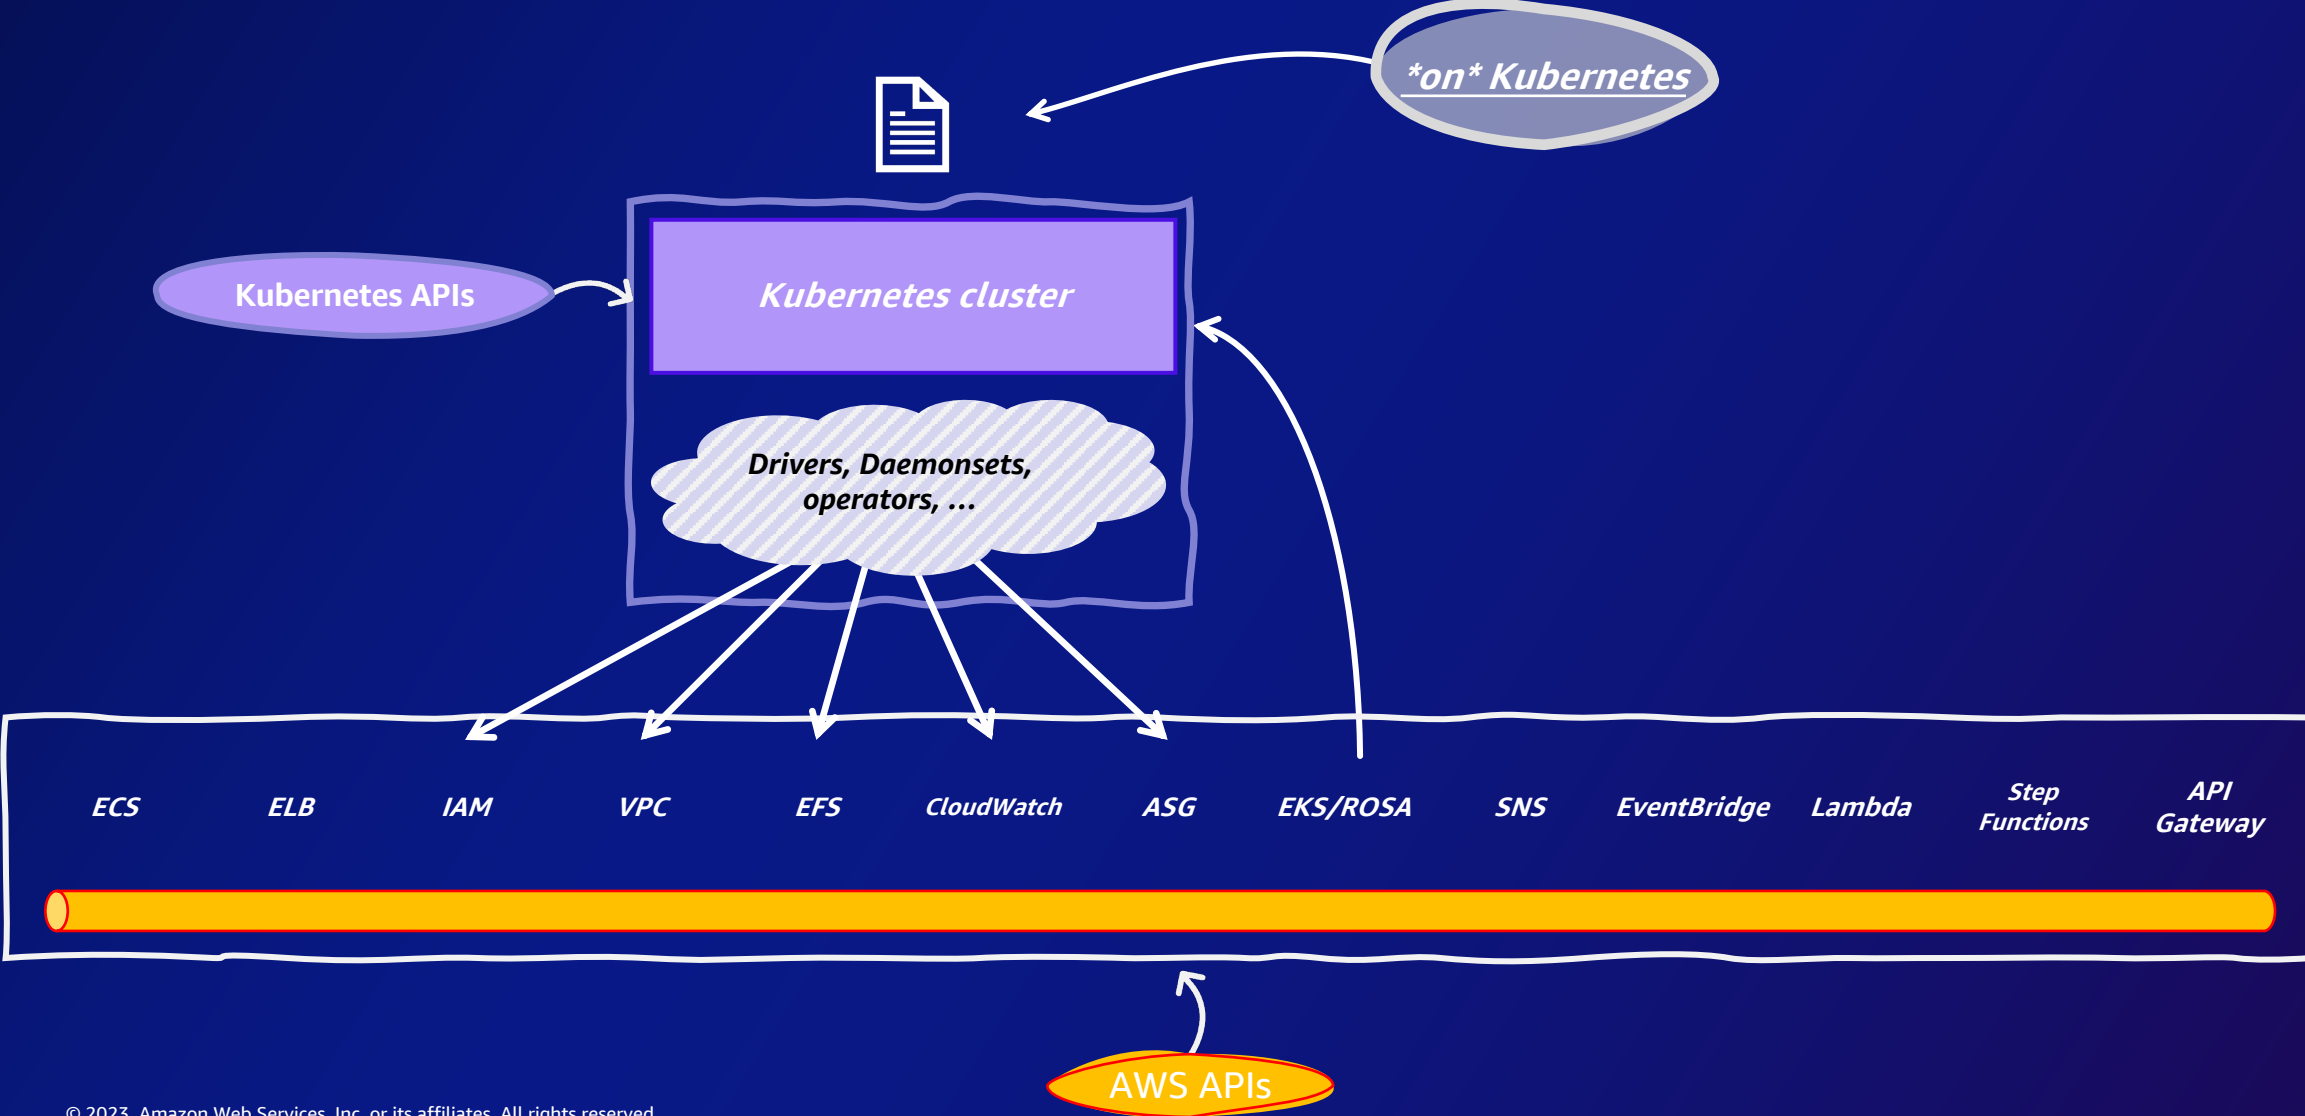 *on* Kubernetes
Kubernetes APIs
Kubernetes cluster
Drivers, Daemonsets,
operators, ...
ECS
ELB
IAM
VPC
EFS
CloudWatch
ASG
EKS/ROSA
SNS
EventBridge
Lambda
Step
Functions
API
Gateway
AWS APIs
© 2023, Amazon Web Services, Inc. or its affiliates. All rights reserved.